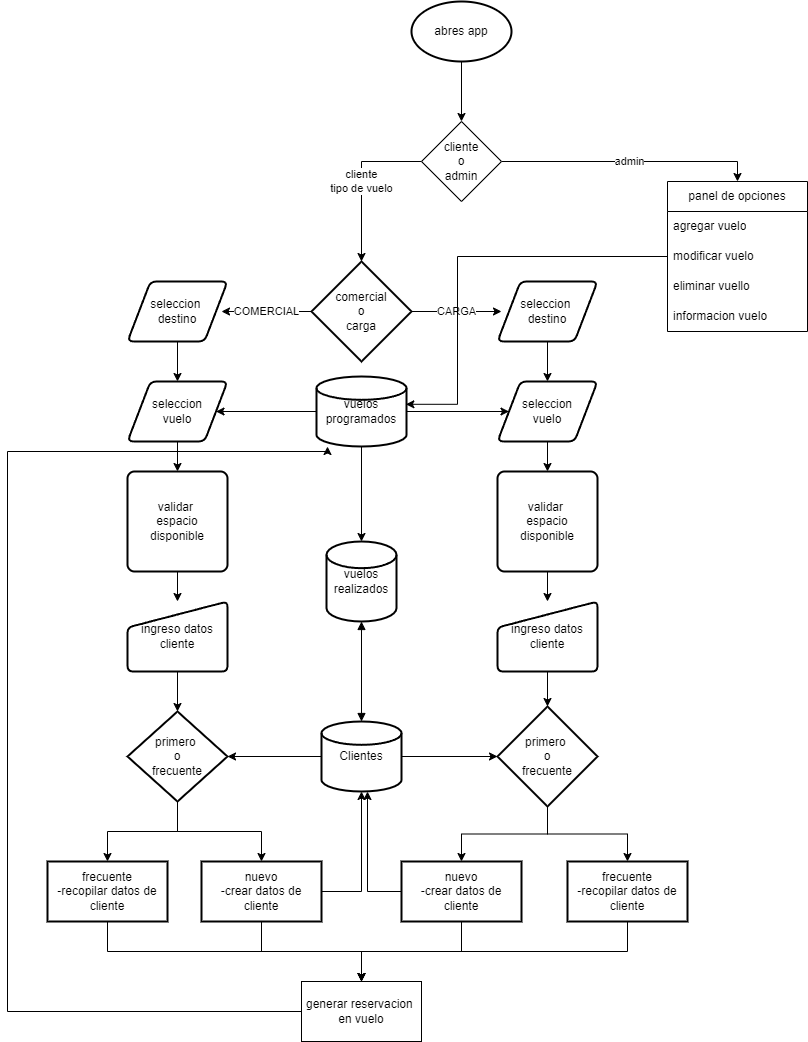 abres app
cliente
o
admin
admin
cliente
tipo de vuelo
panel de opciones
agregar vuelo
modificar vuelo
eliminar vuello
informacion vuelo
comercial
o
carga
COMERCIAL
CARGA
seleccion
destino
seleccion
destino
seleccion
vuelo
vuelos
programados
seleccion
vuelo
validar
espacio
disponible
validar
espacio
disponible
vuelos
realizados
ingreso datos
cliente
ingreso datos
cliente
primero
o
frecuente
Clientes
primero
o
frecuente
frecuente
-recopilar datos de
cliente
nuevo
-crear datos de
cliente
nuevo
-crear datos de
cliente
frecuente
-recopilar datos de
cliente
generar reservacion
en vuelo